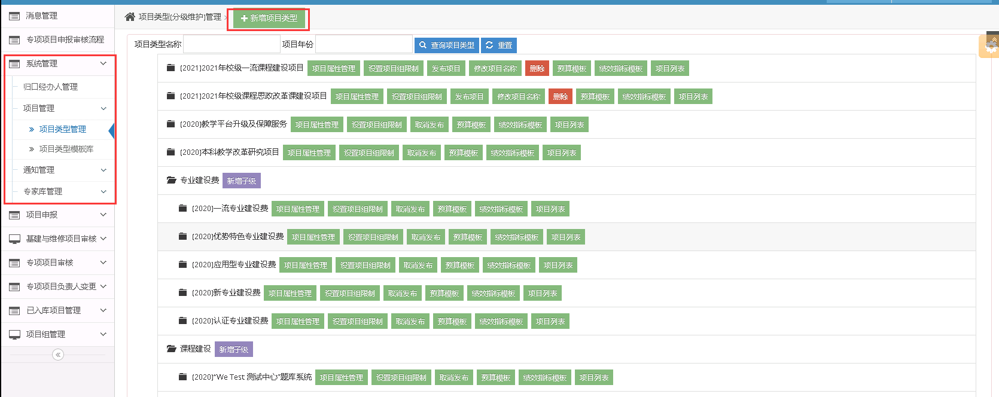 消息管理
专项项目申报审核流程
系统管理
归口经办人管理
项目管理
项目类型管理
项目类型模板库
通知管理
专家库管理
项目申报
基建与维修项目审核
专项项目审核
专项项目负责人变更
已入库项目管理
项目组管理
项目类型(分级维护)管理 新增项目类型
项目类型名称 项目年份 查询项目类型 重置
(2021)2021年校级一流课程建设项目 项目属性管理 设置项目组限制 发布项目 修改项目名称 删除 预算模板 绩效指标模板 项目列表
(2021)2021年校级课程思政改革课建设项目 项目属性管理 设置项目组限制 发布项目 修改项目名称 删除 预算模板 绩效指标模板 项目列表
(2020)教学平台升级及保障服务 项目属性管理 设置项目组限制 取消发布 预算模板 绩效指标模板 项目列表
(2020)本科教学改革研究项目 项目属性管理 设置项目组限制 取消发布 预算模板 绩效指标模板 项目列表
专业建设费 新增子级
(2020)一流专业建设费 项目属性管理 设置项目组限制 取消发布 预算模板 绩效指标模板 项目列表
(2020)优势特色专业建设费 项目属性管理 设置项目组限制 取消发布 预算模板 绩效指标模板 项目列表
(2020)应用型专业建设费 项目属性管理 设置项目组限制 取消发布 预算模板 绩效指标模板 项目列表
(2020)新专业建设费 项目属性管理 设置项目组限制 取消发布 预算模板 绩效指标模板 项目列表
(2020)认证专业建设费 项目属性管理 设置项目组限制 取消发布 预算模板 绩效指标模板 项目列表
课程建设 新增子级
(2020)“We Test 测试中心”题库系统 项目属性管理 设置项目组限制 取消发布 预算模板 绩效指标模板 项目列表